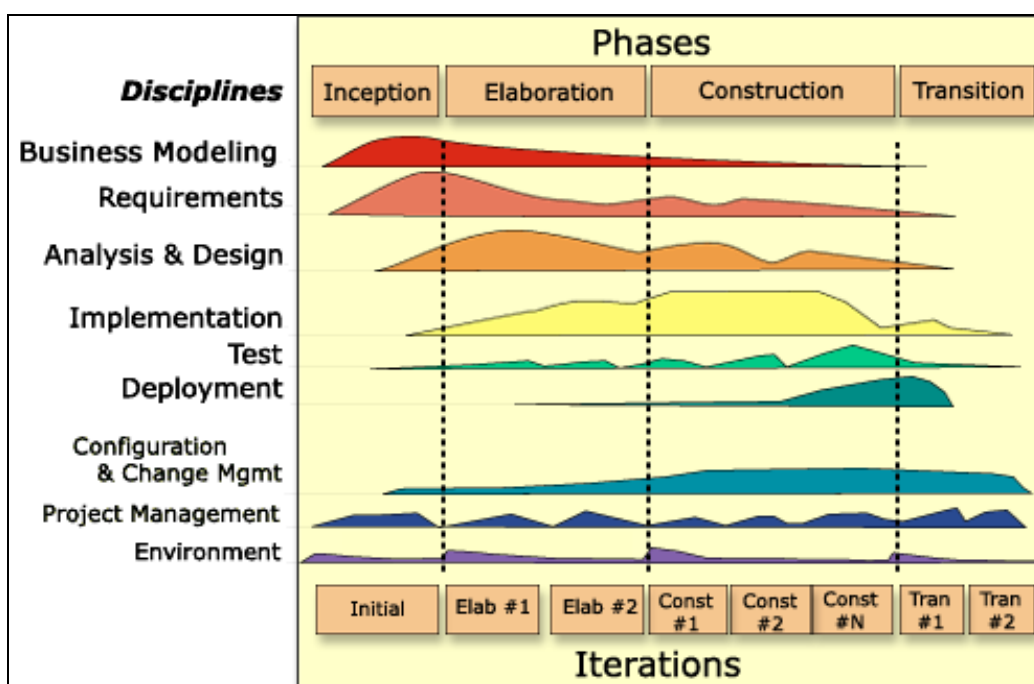 Phases
Disciplines
Inception
Elaboration
Construction
Transition
Business Modeling
Requirements
Analysis & Design
Implementation
Test
Deployment
Configuration
& Change Mgmt
Project Management
Environment
Initial
Elab #1
Elab #2
Const
#1
Const
#2
Const
#N
Tran
#1
Tran
#2
Iterations